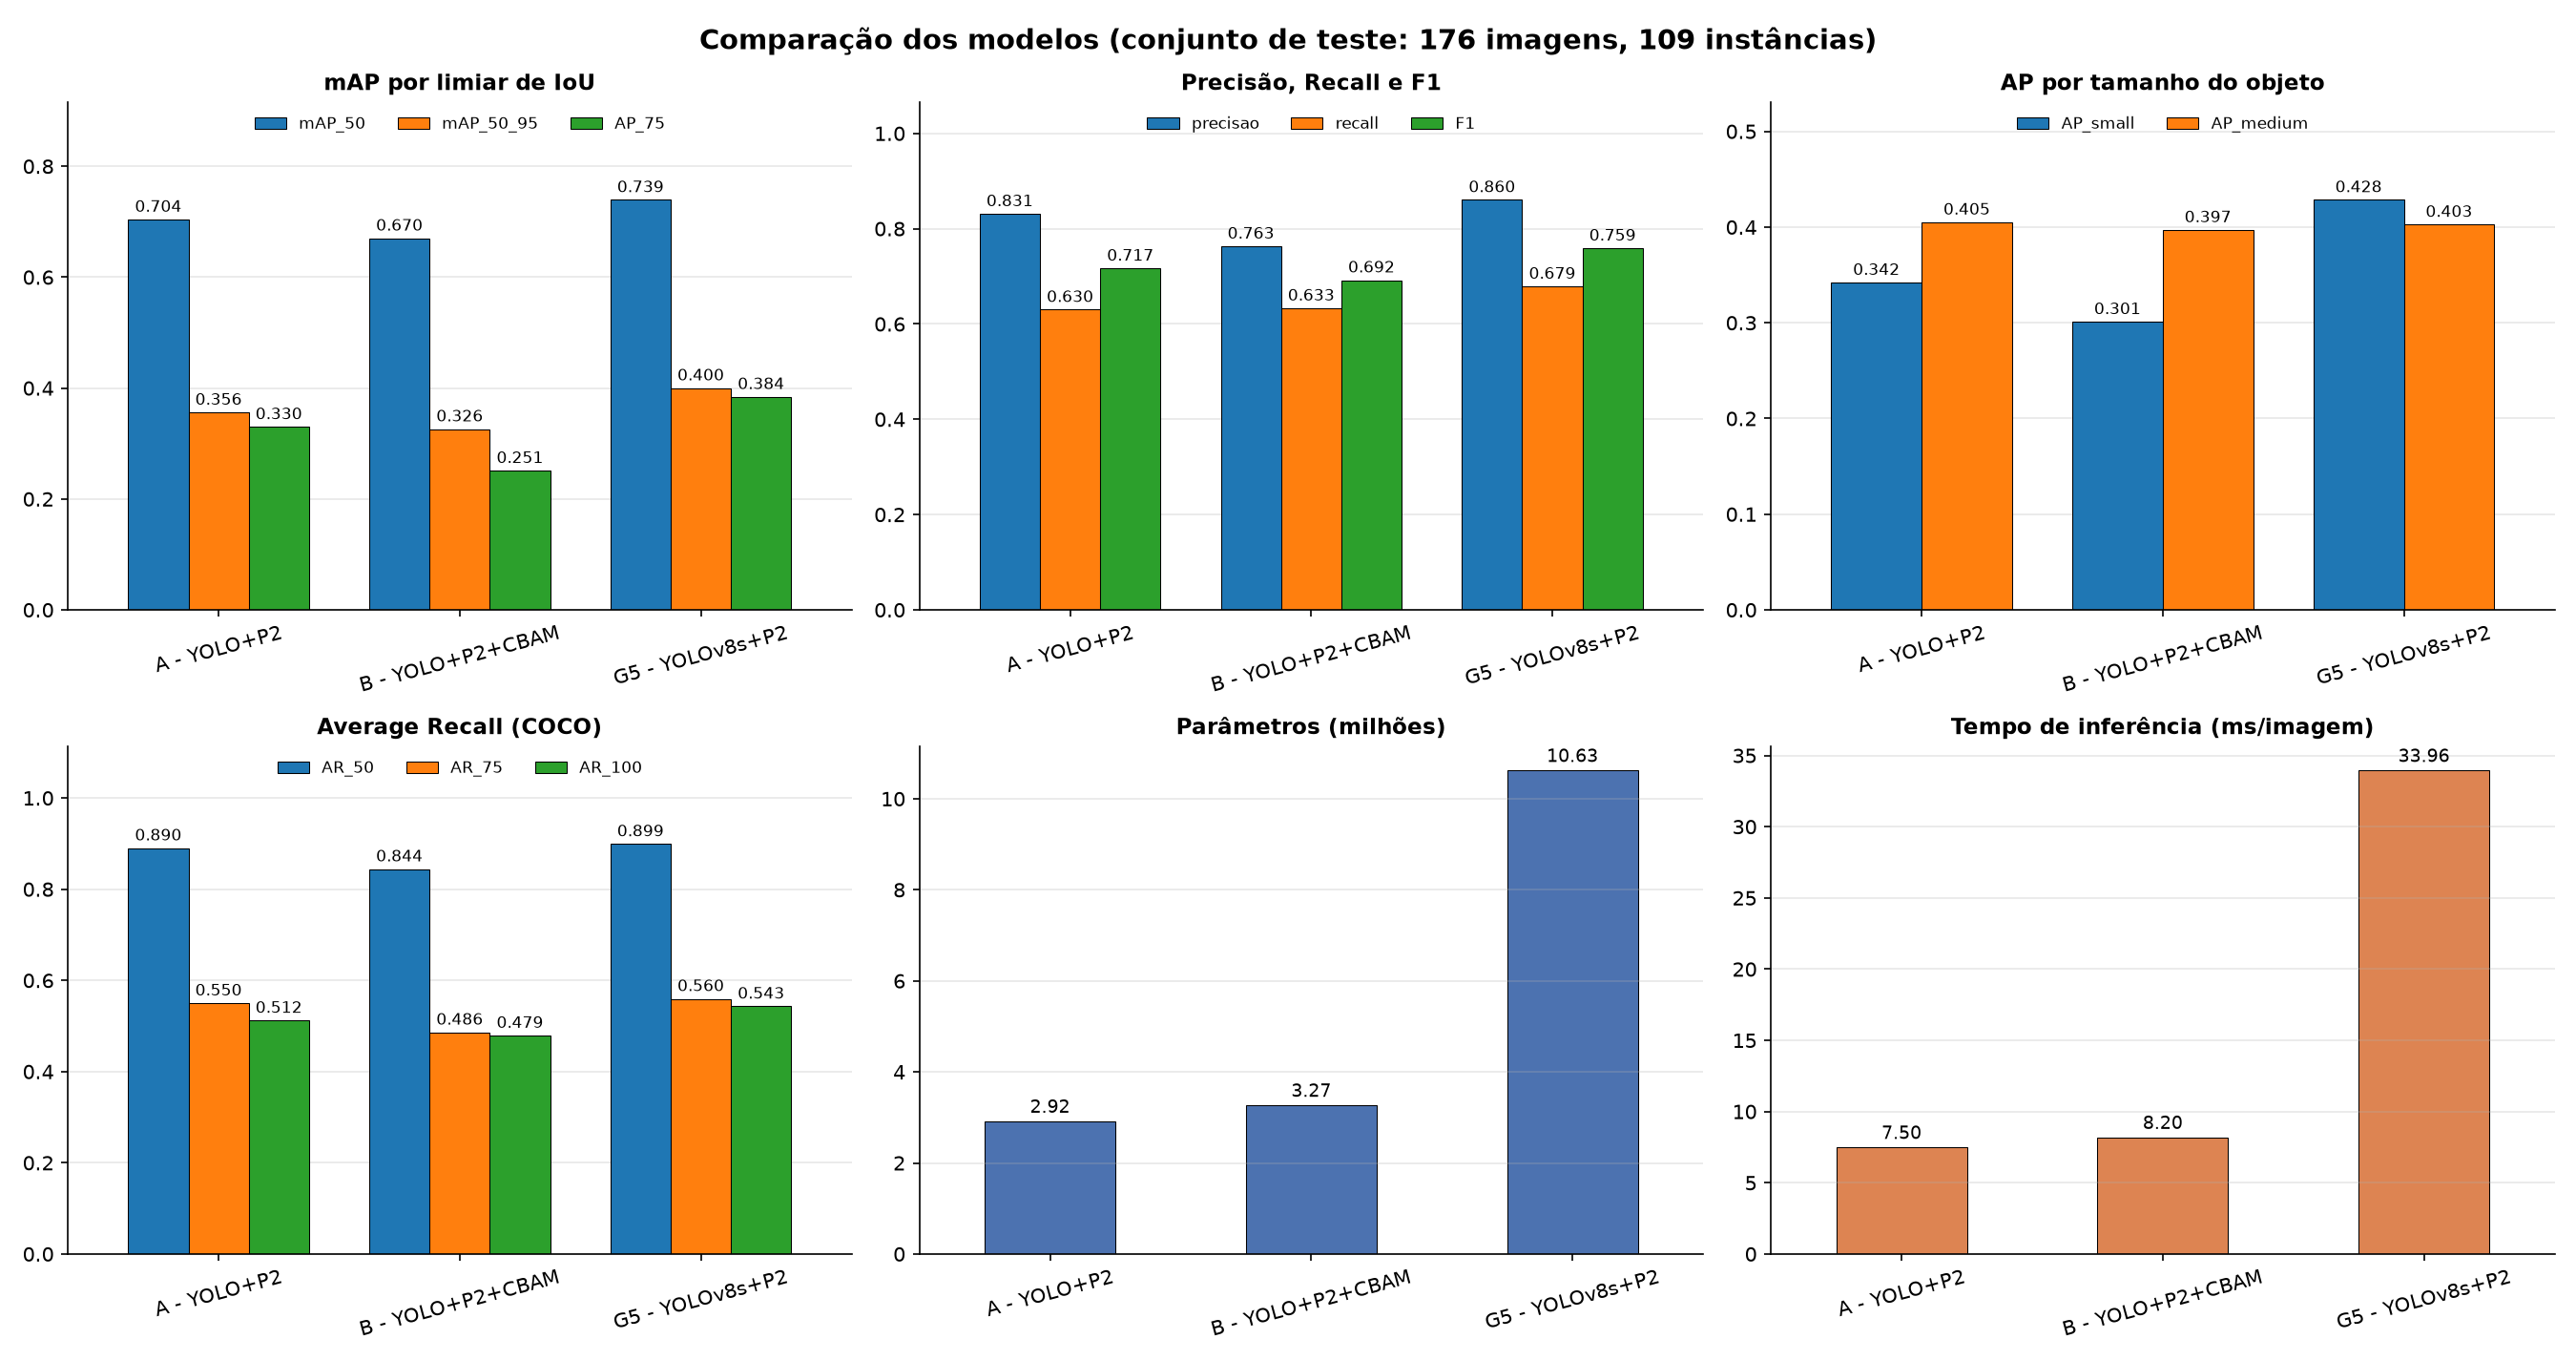 Comparação dos modelos (conjunto de teste: 176 imagens, 109 instâncias)
mAP por limiar de IoU
mAP_50 mAP_50_95 AP_75
0.8
0.6
0.4
0.2
0.0
0.704
0.356
0.330
0.670
0.326
0.251
0.739
0.400
0.384
A - YOLO+P2
B - YOLO+P2+CBAM
G5 - YOLOv8s+P2
Precisão, Recall e F1
precisao recall F1
1.0
0.8
0.6
0.4
0.2
0.0
0.831
0.630
0.717
0.763
0.633
0.692
0.860
0.679
0.759
A - YOLO+P2
B - YOLO+P2+CBAM
G5 - YOLOv8s+P2
AP por tamanho do objeto
AP_small AP_medium
0.5
0.4
0.3
0.2
0.1
0.0
0.342
0.405
0.301
0.397
0.428
0.403
A - YOLO+P2
B - YOLO+P2+CBAM
G5 - YOLOv8s+P2
Average Recall (COCO)
AR_50 AR_75 AR_100
1.0
0.8
0.6
0.4
0.2
0.0
0.890
0.550
0.512
0.844
0.486
0.479
0.899
0.560
0.543
A - YOLO+P2
B - YOLO+P2+CBAM
G5 - YOLOv8s+P2
Parâmetros (milhões)
10
8
6
4
2
0
2.92
3.27
10.63
A - YOLO+P2
B - YOLO+P2+CBAM
G5 - YOLOv8s+P2
Tempo de inferência (ms/imagem)
35
30
25
20
15
10
5
0
7.50
8.20
33.96
A - YOLO+P2
B - YOLO+P2+CBAM
G5 - YOLOv8s+P2